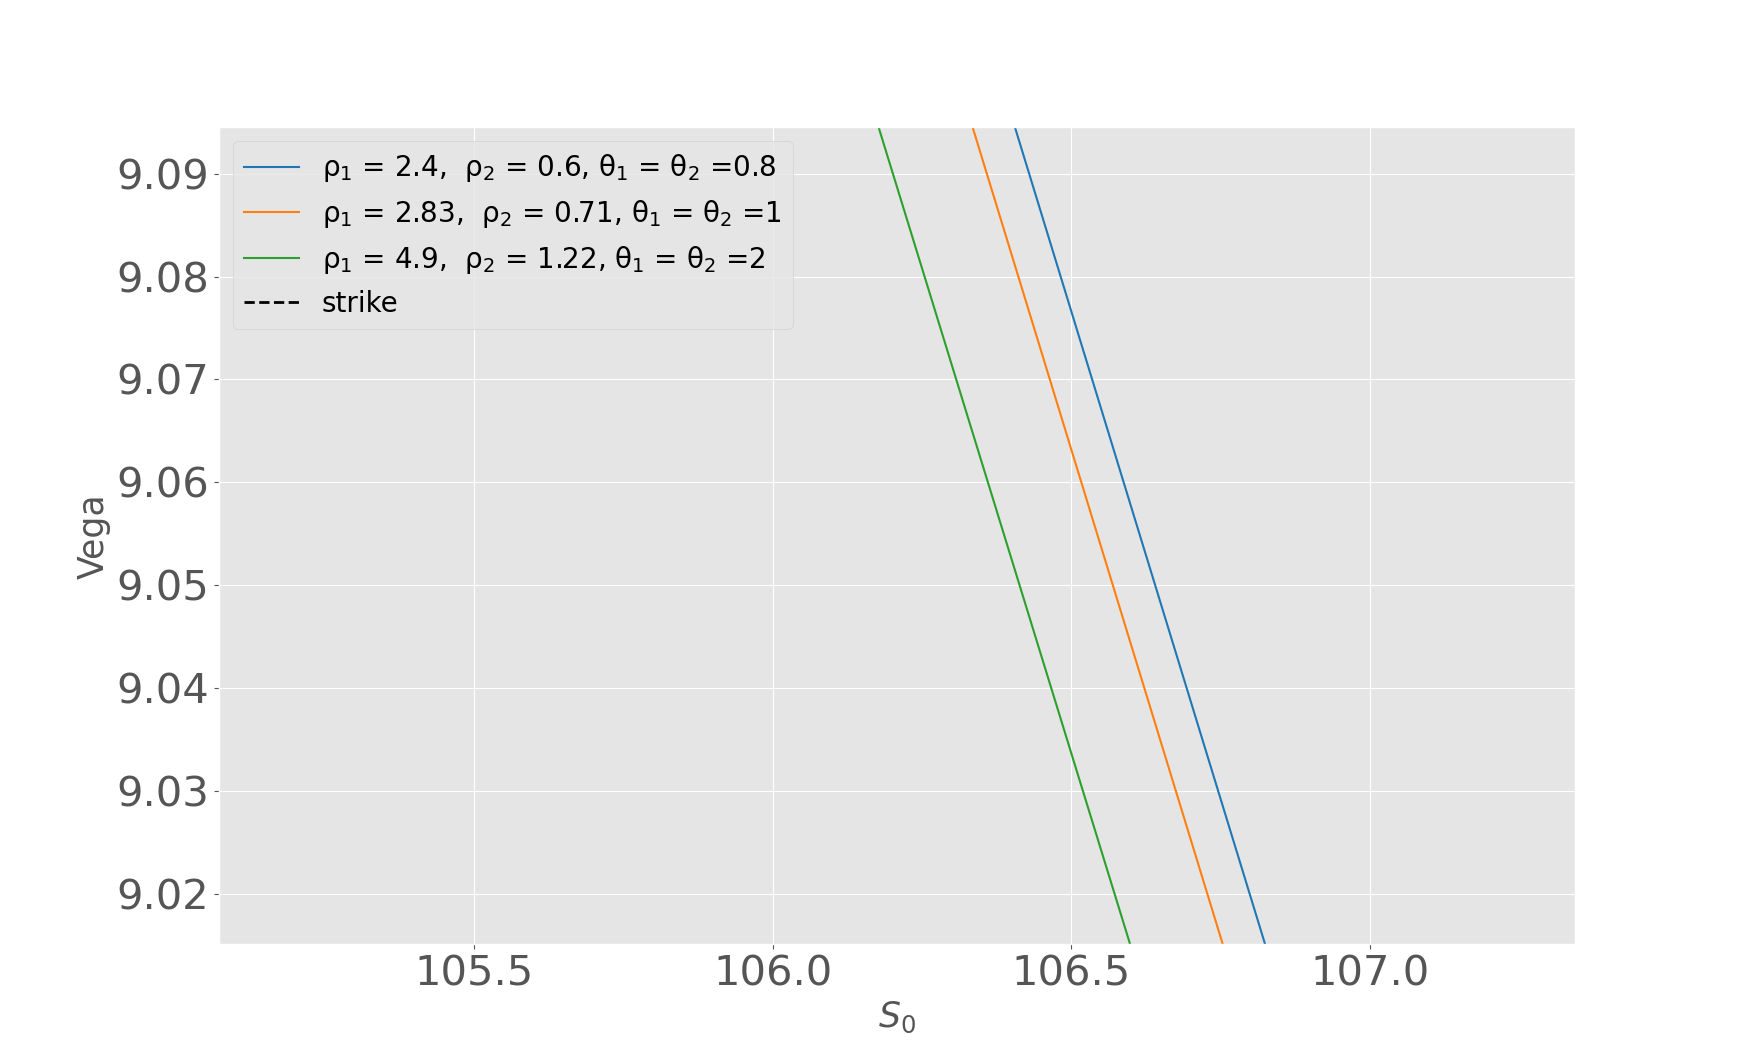 ρ₁ = 2.4, ρ₂ = 0.6, θ₁ = θ₂ =0.8
ρ₁ = 2.83, ρ₂ = 0.71, θ₁ = θ₂ =1
ρ₁ = 4.9, ρ₂ = 1.22, θ₁ = θ₂ =2
strike
9.09
9.08
9.07
9.06
9.05
9.04
9.03
9.02
Vega
105.5 106.0 106.5 107.0
S₀